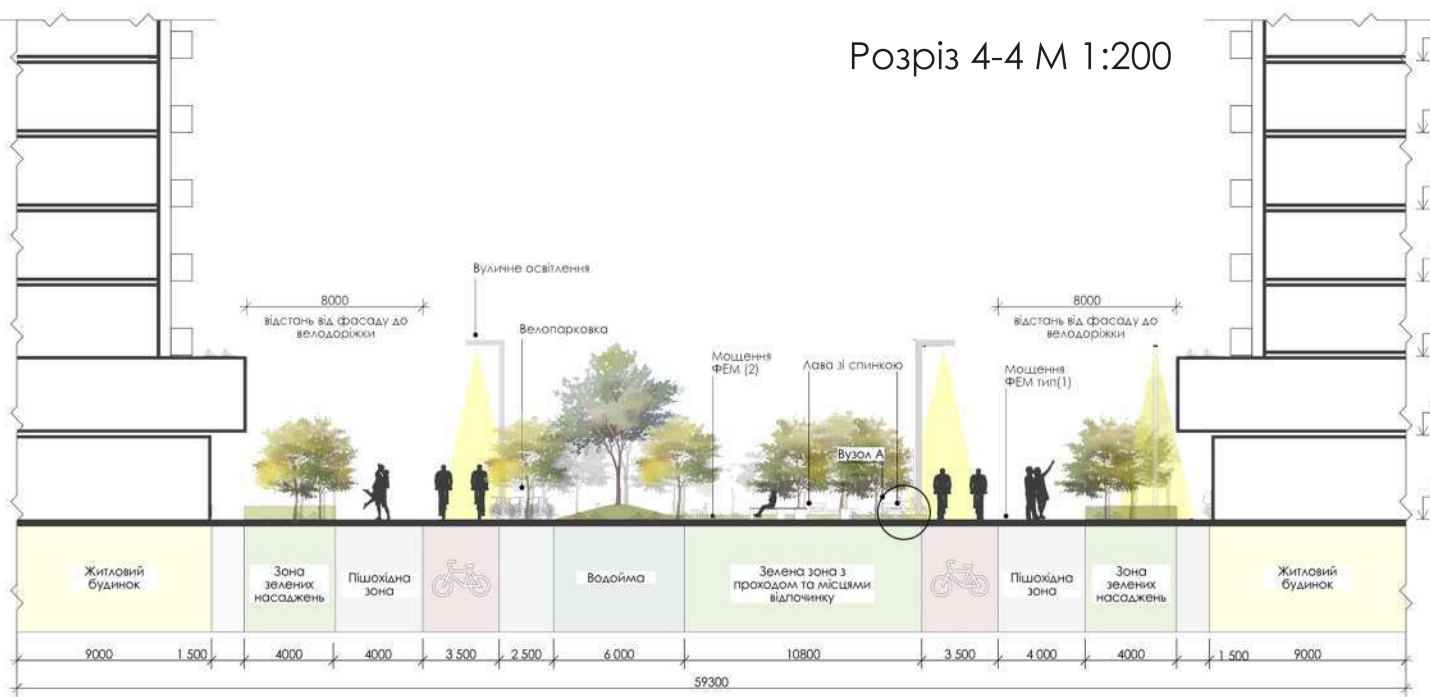 Розріз 4-4 М 1:200
Вуличне освітлення
8000
відстань від фасаду до
велодоріжки
Велопарковка
Мощення
ФЕМ (2)
Лава зі спинкою
8000
відстань від фасаду до
велодоріжки
Мощення
ФЕМ тип(1)
Вузол А
Житловий
будинок
Зона
зелених
насаджень
Пішохідна
зона
Водойма
Зелена зона з
проходом та місцями
відпочинку
Пішохідна
зона
Зона
зелених
насаджень
Житловий
будинок
9000 1 500 4000 4000 3 500 2 500 6 000 10800 3 500 4 000 4000 1 500 9000
59300